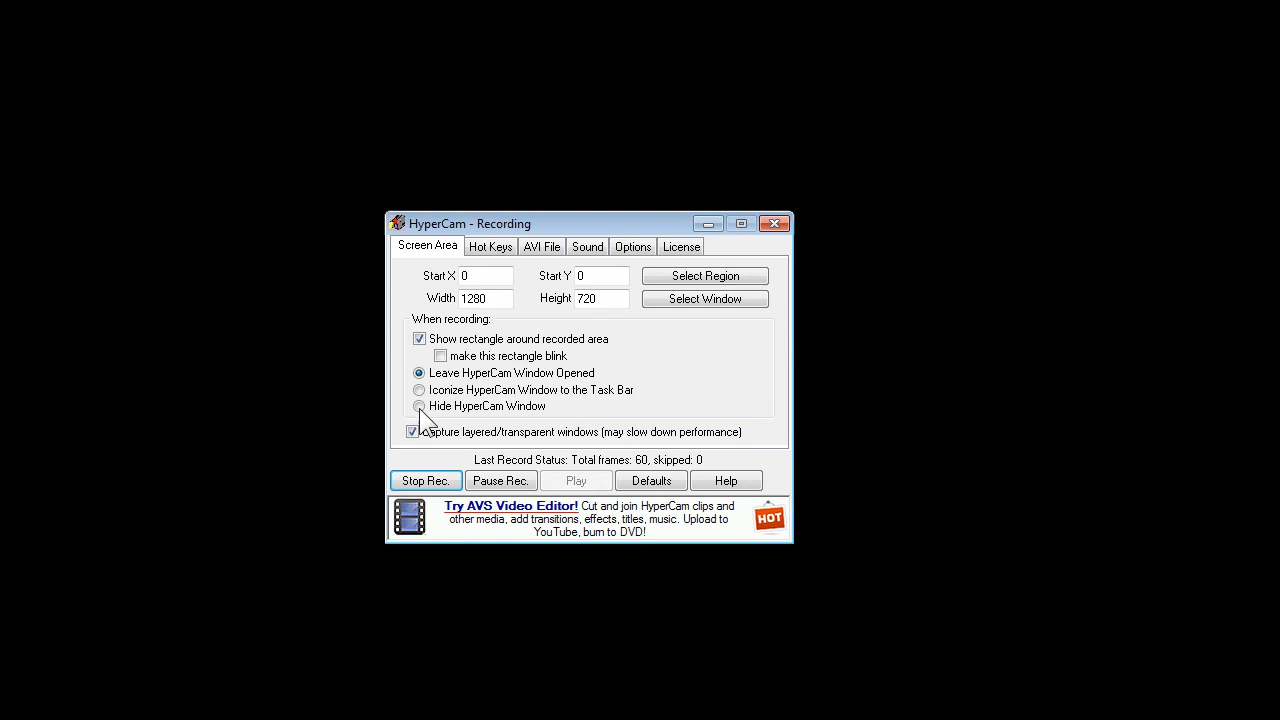 HyperCam - Recording
Screen Area Hot Keys AVI File Sound Options License
Start X 0 Start Y 0 Select Region
Width 1280 Height 720 Select Window
When recording:
Show rectangle around recorded area
make this rectangle blink
Leave HyperCam Window Opened
Iconize HyperCam Window to the Task Bar
Hide HyperCam Window
layered/transparent windows (may slow down performance)
Last Record Status: Total frames: 60, skipped: 0
Stop Rec. Pause Rec. Play Defaults Help
Try AVS Video Editor! Cut and join HyperCam clips and
other media, add transitions, effects, titles, music. Upload to
YouTube, burn to DVD!
HOT